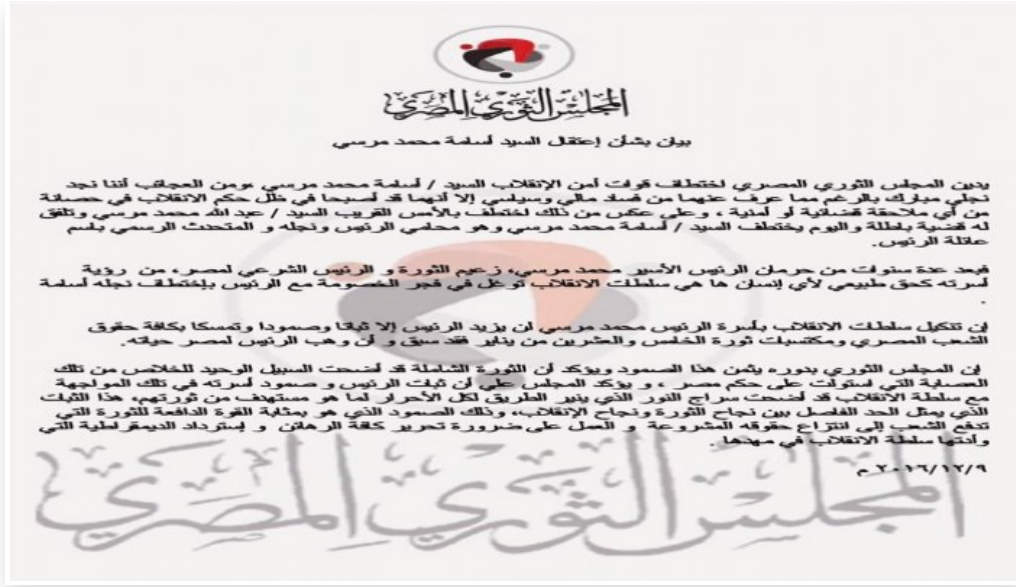 المجلس الثوري المصري
بيان بشأن إعتقال السيد أسامة محمد مرسي
يدين المجلس الثوري المصري لختطاف قوات أمن الإنقلاب السيد / أسامة محمد مرسي ،ومن العجائب أننا نجد
نجلي مبارك بالرغم مما عرف عنهما من فساد مالي وسياسي إلا أنهما قد أصبحا في ظل حكم الانقلاب في حصانة
من أي ملاحقة قضائية أو أمنية ، وعلى عكس من ذلك اختطف بالأمس القريب السيد / عبد الله محمد مرسي وتلفق
له قضية باطلة واليوم يختطف السيد / أسامة محمد مرسي وهو محامي الرئيس ونجله و المتحدث الرسمي باسم
عائلة الرئيس.
فبعد عدة سنوات من حرمان الرئيس الأسير محمد مرسي، زعيم الثورة و الرئيس الشرعي لمصر، من رؤية
أسرته كحق طبيعي لأي إنسان ها هي سلطات الانقلاب توغل في فجر الخصومة مع الرئيس بإختطاف نجله أسامة
.
إن تنكيل سلطات الانقلاب بأسرة الرئيس محمد مرسي لن يزيد الرئيس إلا ثباتا وصمودا وتمسكا بكافة حقوق
الشعب المصري ومكتسبات ثورة الخامس والعشرين من يناير فقد سبق و أن وهب الرئيس لمصر حياته.
إن المجلس الثوري بدوره يثمن هذا الصمود ويؤكد أن الثورة الشاملة قد أضحت السبيل الوحيد للخلاص من تلك
العصابة التي استولت على حكم مصر ، و يؤكد المجلس علي أن ثبات الرئيس و صمود أسرته في تلك المواجهة
مع سلطة الانقلاب قد أضحت سراج النور الذي ينير الطريق لكل الأحرار لما هو مستهدف من ثورتهم، هذا الثبات
الذي يمثل الحد الفاصل بين نجاح الثورة ونجاح الإنقلاب، وذلك الصمود الذي هو بمثابة القوة الدافعة للثورة التي
تدفع الشعب إلى انتزاع حقوقه المشروعة و العمل على ضرورة تحرير كافة الرهائن و إسترداد الديمقراطية التي
وأدتها سلطة الانقلاب في مهدها .
٢٠١٦/١٢/٩ م
المجلس الثوري المصري